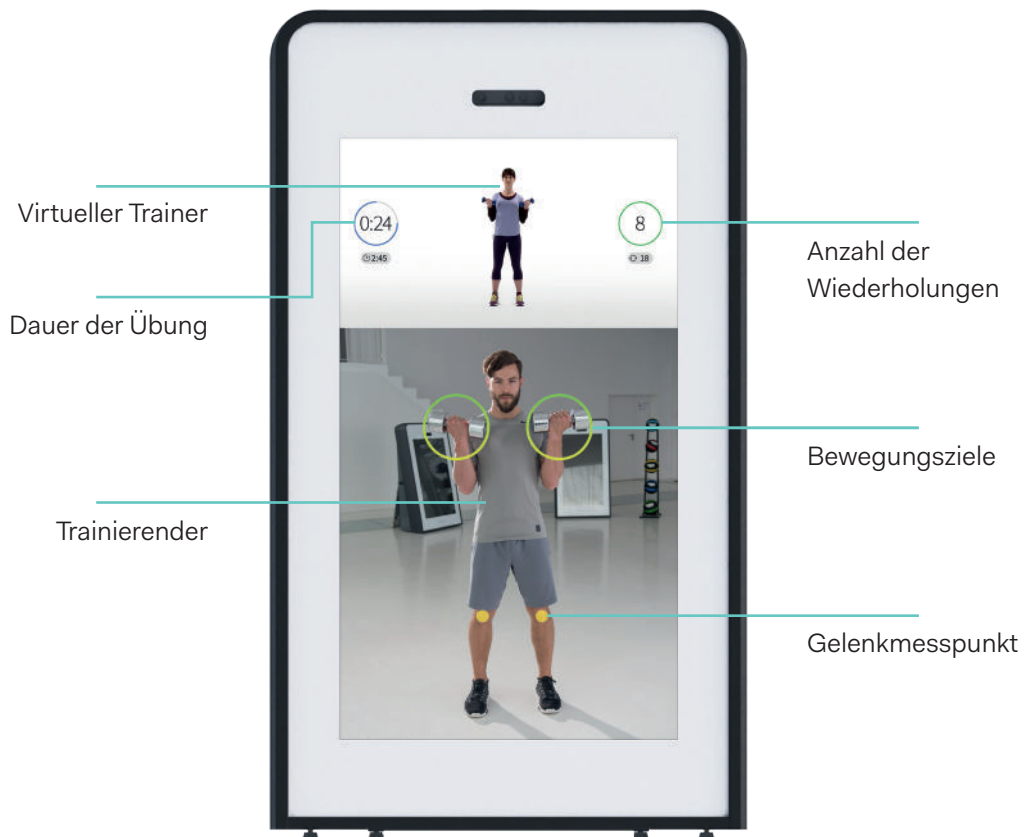 Virtueller Trainer
0:24
8
2:45
18
Anzahl der
Wiederholungen
Dauer der Übung
Bewegungsziele
Trainierender
Gelenkmesspunkt